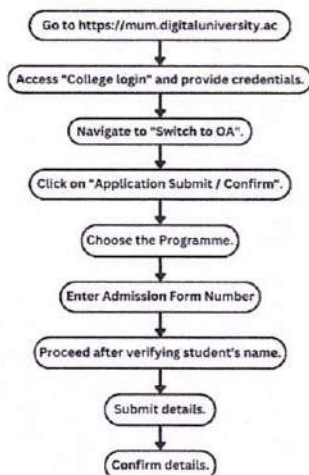 Go to https://mum.digitaluniversity.ac
Access "College login" and provide credentials.
Navigate to "Switch to OA".
Click on "Application Submit / Confirm".
Choose the Programme.
Enter Admission Form Number
Proceed after verifying student's name.
Submit details.
Confirm details.